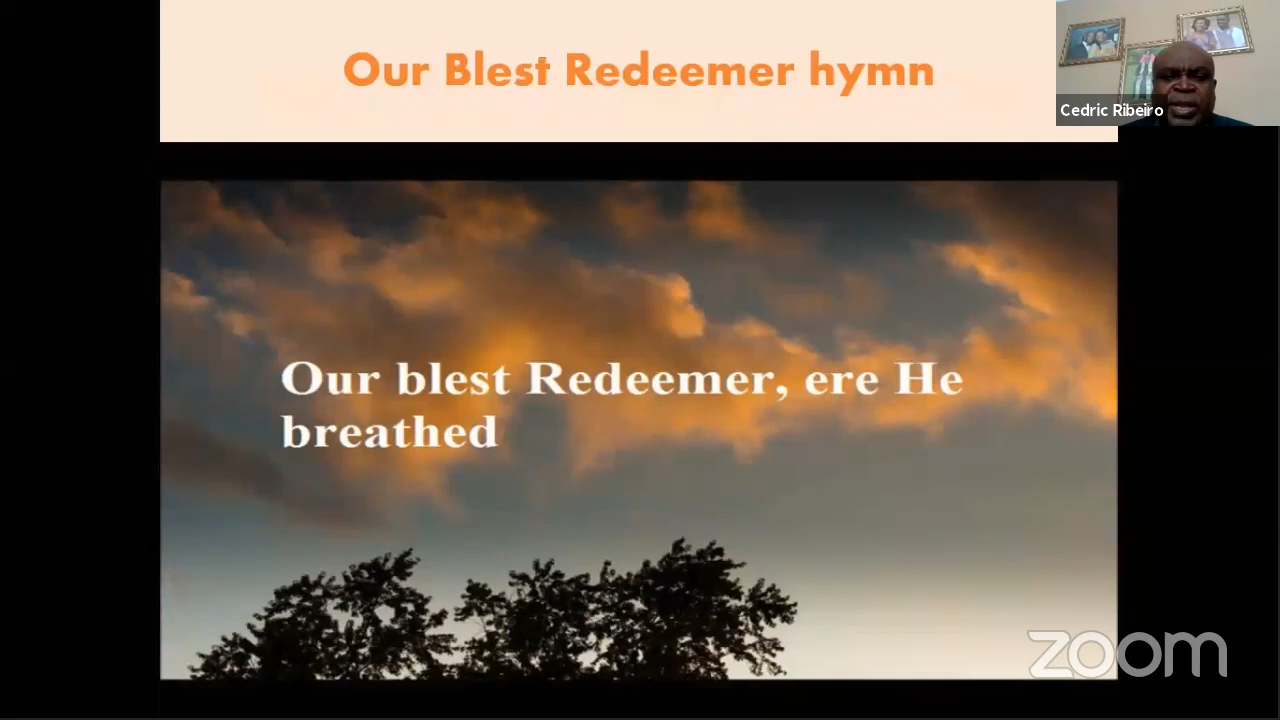 Our Blest Redeemer hymn
Cedric Ribeiro
Our blest Redeemer, ere He
breathed
zoom